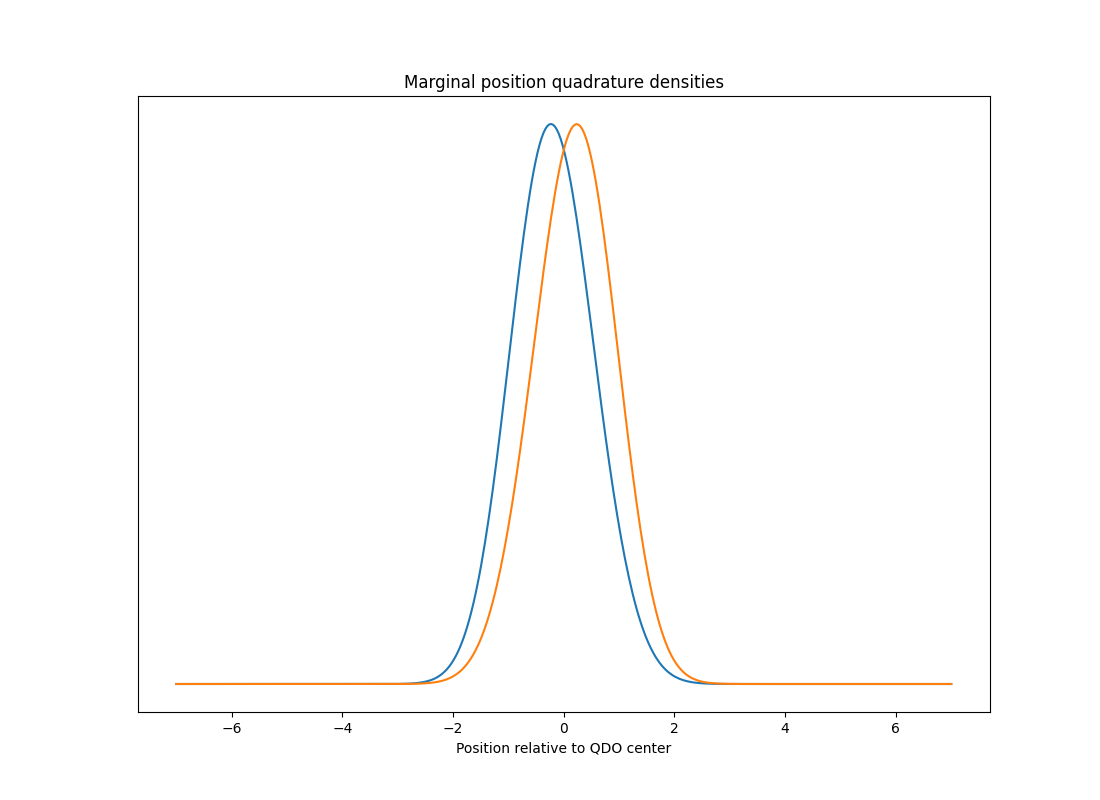 Marginal position quadrature densities
−6 −4 −2 0 2 4 6
Position relative to QDO center